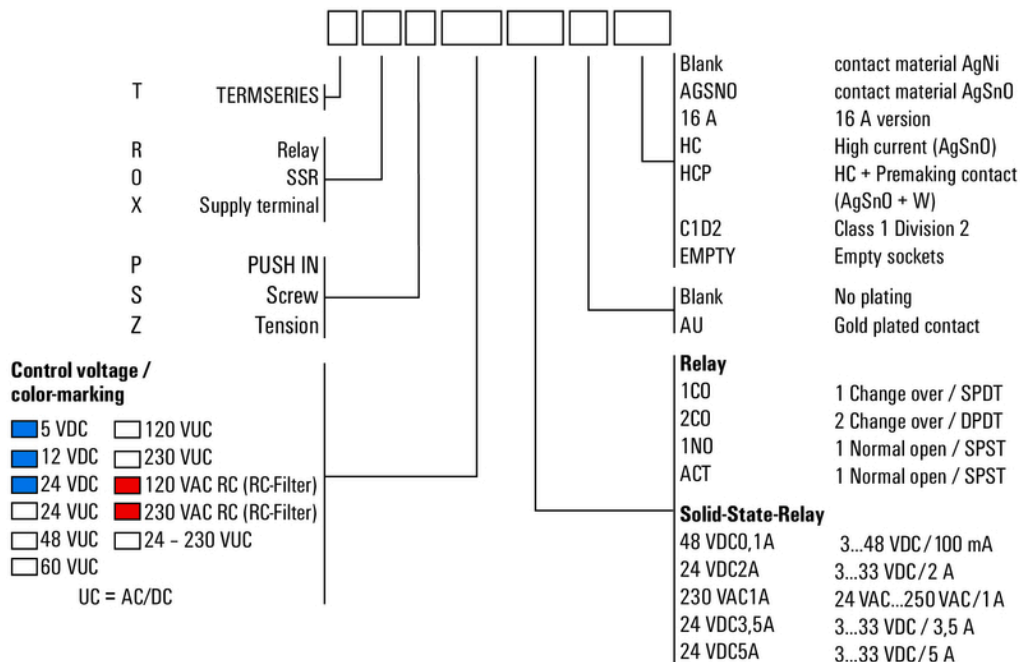 T TERMSERIES
R Relay
O SSR
X Supply terminal
P PUSH IN
S Screw
Z Tension
Control voltage /
color-marking
5 VDC 120 VUC
12 VDC 230 VUC
24 VDC 120 VAC RC (RC-Filter)
24 VUC 230 VAC RC (RC-Filter)
48 VUC 24 – 230 VUC
60 VUC
UC = AC/DC
Blank contact material AgNi
AGSNO contact material AgSnO
16 A 16 A version
HC High current (AgSnO)
HCP HC + Premaking contact
(AgSnO + W)
C1D2 Class 1 Division 2
EMPTY Empty sockets
Blank No plating
AU Gold plated contact
Relay
1CO 1 Change over / SPDT
2CO 2 Change over / DPDT
1NO 1 Normal open / SPST
ACT 1 Normal open / SPST
Solid-State-Relay
48 VDC0,1A 3...48 VDC/100 mA
24 VDC2A 3...33 VDC/2 A
230 VAC1A 24 VAC...250 VAC/1 A
24 VDC3,5A 3...33 VDC / 3,5 A
24 VDC5A 3...33 VDC/5 A